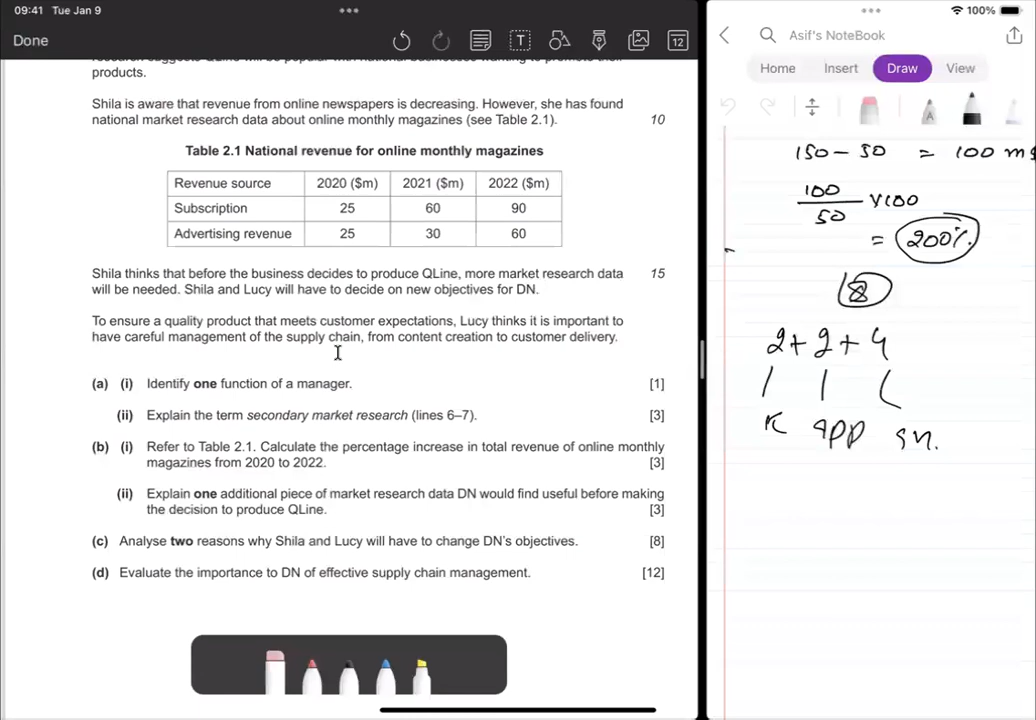 09:41 Tue Jan 9
100%
Done
T
12
Asif's NoteBook
Home Insert Draw View
A
products.
Shila is aware that revenue from online newspapers is decreasing. However, she has found
national market research data about online monthly magazines (see Table 2.1). 10
Table 2.1 National revenue for online monthly magazines
Revenue source 2020 ($m) 2021 ($m) 2022 ($m)
Subscription 25 60 90
Advertising revenue 25 30 60
Shila thinks that before the business decides to produce QLine, more market research data 15
will be needed. Shila and Lucy will have to decide on new objectives for DN.
To ensure a quality product that meets customer expectations, Lucy thinks it is important to
have careful management of the supply chain, from content creation to customer delivery.
(a) (i) Identify one function of a manager. [1]
(ii) Explain the term secondary market research (lines 6–7). [3]
(b) (i) Refer to Table 2.1. Calculate the percentage increase in total revenue of online monthly
magazines from 2020 to 2022. [3]
(ii) Explain one additional piece of market research data DN would find useful before making
the decision to produce QLine. [3]
(c) Analyse two reasons why Shila and Lucy will have to change DN's objectives. [8]
(d) Evaluate the importance to DN of effective supply chain management. [12]
150 - 50 = 100 m
100
50
x100
= 200%
8
2 + 2 + 4
K app an.